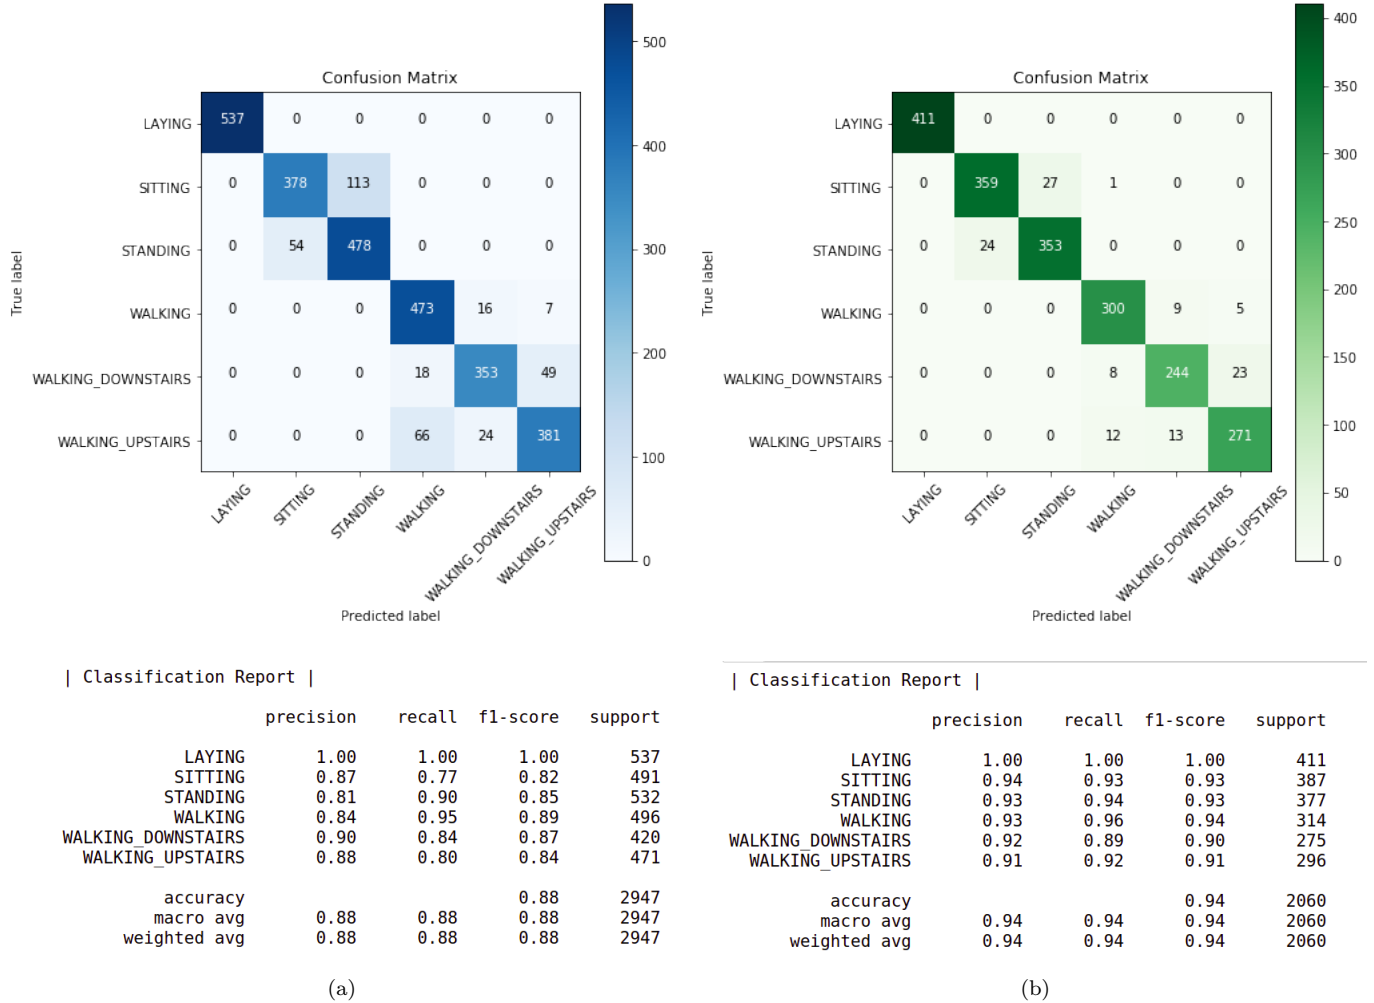 Confusion Matrix
True label
LAYING 537 0 0 0 0 0
SITTING 0 378 113 0 0 0
STANDING 0 54 478 0 0 0
WALKING 0 0 0 473 16 7
WALKING_DOWNSTAIRS 0 0 0 18 353 49
WALKING_UPSTAIRS 0 0 0 66 24 381
LAYING SITTING STANDING WALKING WALKING_DOWNSTAIRS WALKING_UPSTAIRS
Predicted label
500
400
300
200
100
0
| Classification Report |
precision recall f1-score support
LAYING 1.00 1.00 1.00 537
SITTING 0.87 0.77 0.82 491
STANDING 0.81 0.90 0.85 532
WALKING 0.84 0.95 0.89 496
WALKING_DOWNSTAIRS 0.90 0.84 0.87 420
WALKING_UPSTAIRS 0.88 0.80 0.84 471
accuracy 0.88 2947
macro avg 0.88 0.88 0.88 2947
weighted avg 0.88 0.88 0.88 2947
(a)
Confusion Matrix
True label
LAYING 411 0 0 0 0 0
SITTING 0 359 27 1 0 0
STANDING 0 24 353 0 0 0
WALKING 0 0 0 300 9 5
WALKING_DOWNSTAIRS 0 0 0 8 244 23
WALKING_UPSTAIRS 0 0 0 12 13 271
LAYING SITTING STANDING WALKING WALKING_DOWNSTAIRS WALKING_UPSTAIRS
Predicted label
400
350
300
250
200
150
100
50
0
| Classification Report |
precision recall f1-score support
LAYING 1.00 1.00 1.00 411
SITTING 0.94 0.93 0.93 387
STANDING 0.93 0.94 0.93 377
WALKING 0.93 0.96 0.94 314
WALKING_DOWNSTAIRS 0.92 0.89 0.90 275
WALKING_UPSTAIRS 0.91 0.92 0.91 296
accuracy 0.94 2060
macro avg 0.94 0.94 0.94 2060
weighted avg 0.94 0.94 0.94 2060
(b)